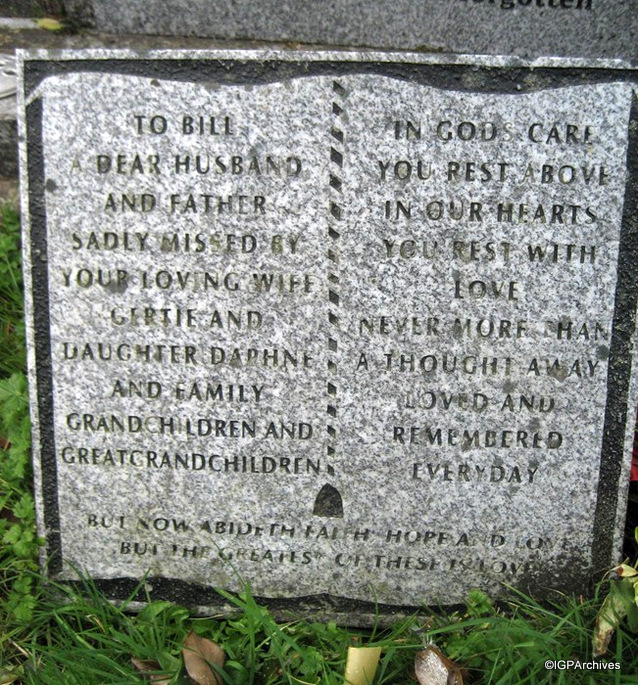 forgotten
TO BILL
A DEAR HUSBAND
AND FATHER
SADLY MISSED BY
YOUR LOVING WIFE
GERTIE AND
DAUGHTER DAPHNE
AND FAMILY
GRANDCHILDREN AND
GREATGRANDCHILDREN
IN GODS CARE
YOU REST ABOVE
IN OUR HEARTS
YOU REST WITH
LOVE
NEVER MORE THAN
A THOUGHT AWAY
LOVED AND
REMEMBERED
EVERYDAY
BUT NOW ABIDETH FAITH HOPE AND LOVE
BUT THE GREATEST OF THESE IS LOVE
©IGPArchives